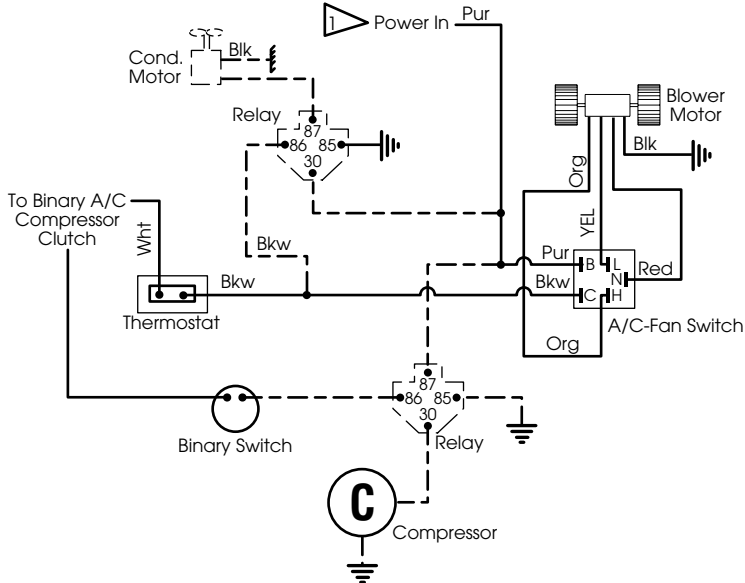 Pur
1
Power In
Cond.
Motor
Blk
Relay
87
86
85
30
Blower
Motor
Blk
Org
YEL
To Binary A/C
Compressor
Clutch
Wht
Bkw
Bkw
Thermostat
Pur
B
L
N
Red
Bkw
C
H
A/C-Fan Switch
Org
87
86
85
30
Relay
Binary Switch
C
Compressor